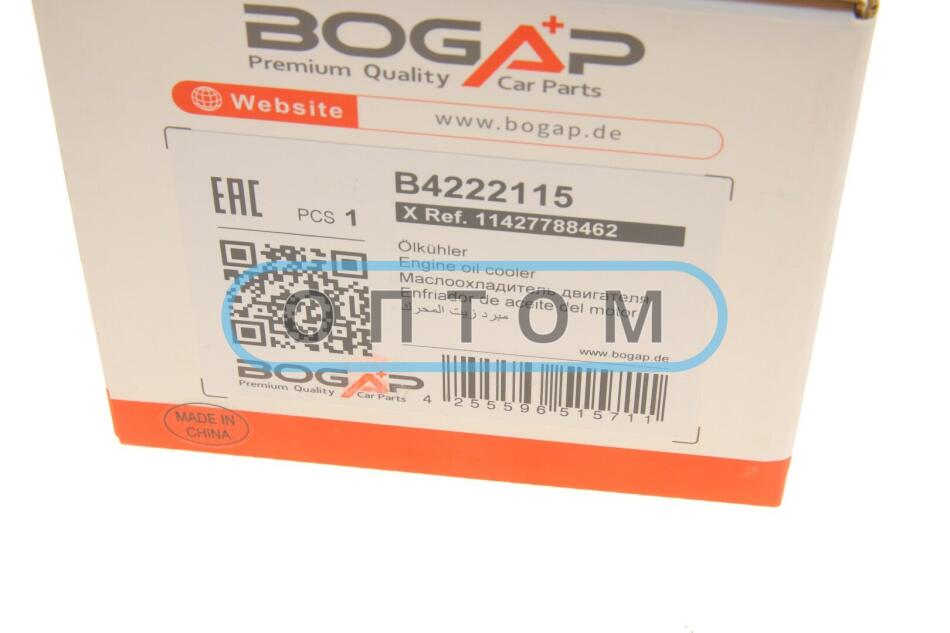 BOGAP
Premium Quality Car Parts
Website www.bogap.de
B4222115
EAC PCS 1
X Ref. 11427788462
Ölkühler
Engine oil cooler
Маслоохладитель двигателя
Enfriador de aceite del motor
مبرد زيت المحرك
ОПТОМ
www.bogap.de
BOGAP
Premium Quality Car Parts
4 255596 515711
MADE IN
CHINA